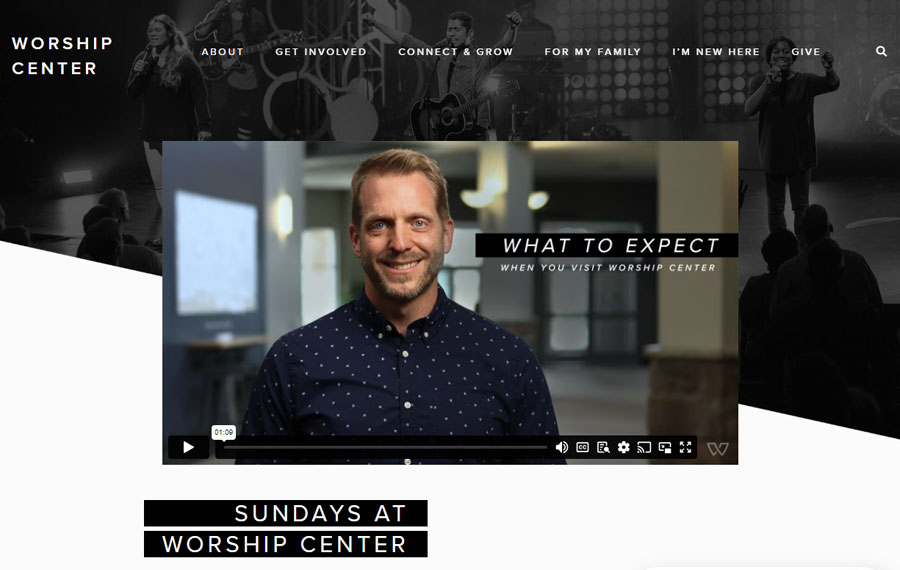 WORSHIP
CENTER
ABOUT GET INVOLVED CONNECT & GROW FOR MY FAMILY I'M NEW HERE GIVE
WHAT TO EXPECT
WHEN YOU VISIT WORSHIP CENTER
01:09
CC
SUNDAYS AT
WORSHIP CENTER